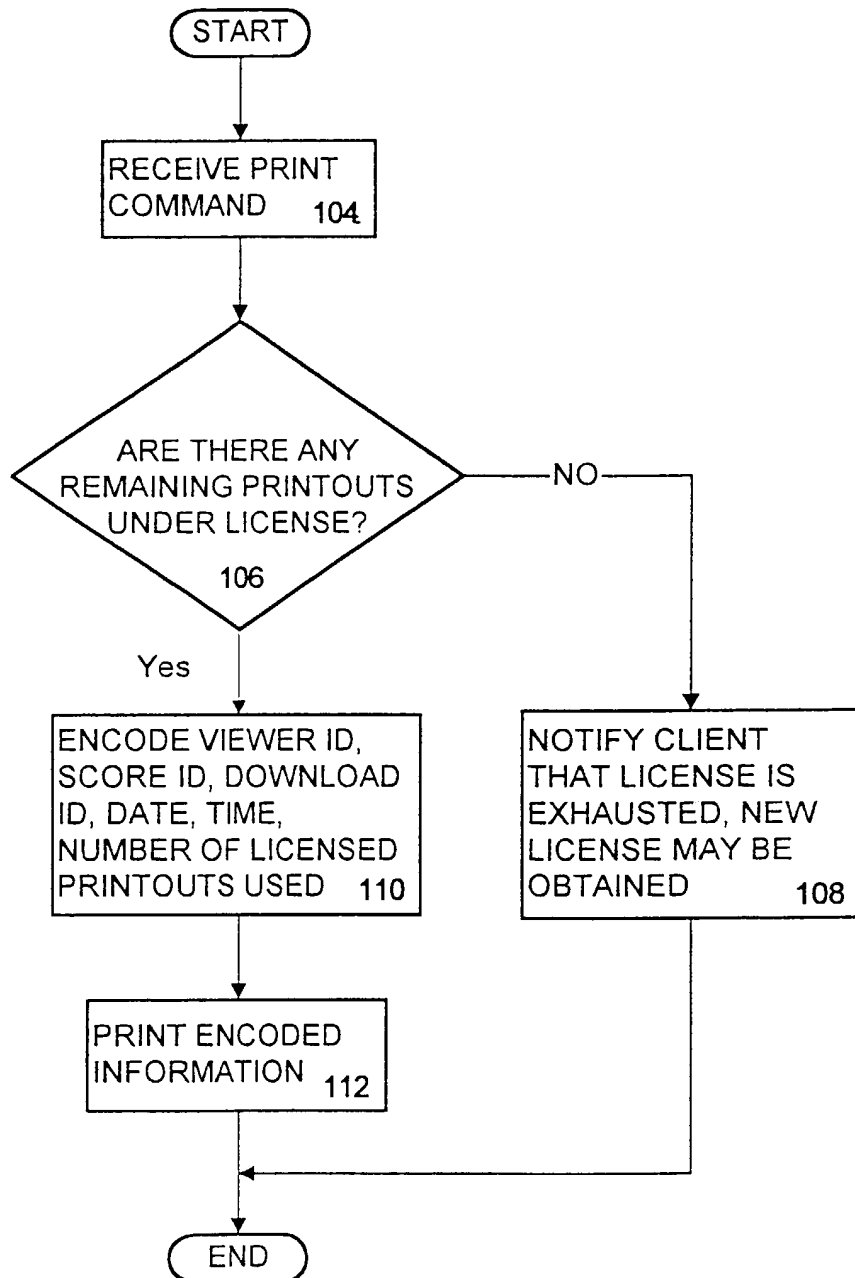 START
RECEIVE PRINT
COMMAND 104
ARE THERE ANY
REMAINING PRINTOUTS
UNDER LICENSE?
106
NO
Yes
ENCODE VIEWER ID,
SCORE ID, DOWNLOAD
ID, DATE, TIME,
NUMBER OF LICENSED
PRINTOUTS USED 110
NOTIFY CLIENT
THAT LICENSE IS
EXHAUSTED, NEW
LICENSE MAY BE
OBTAINED 108
PRINT ENCODED
INFORMATION 112
END